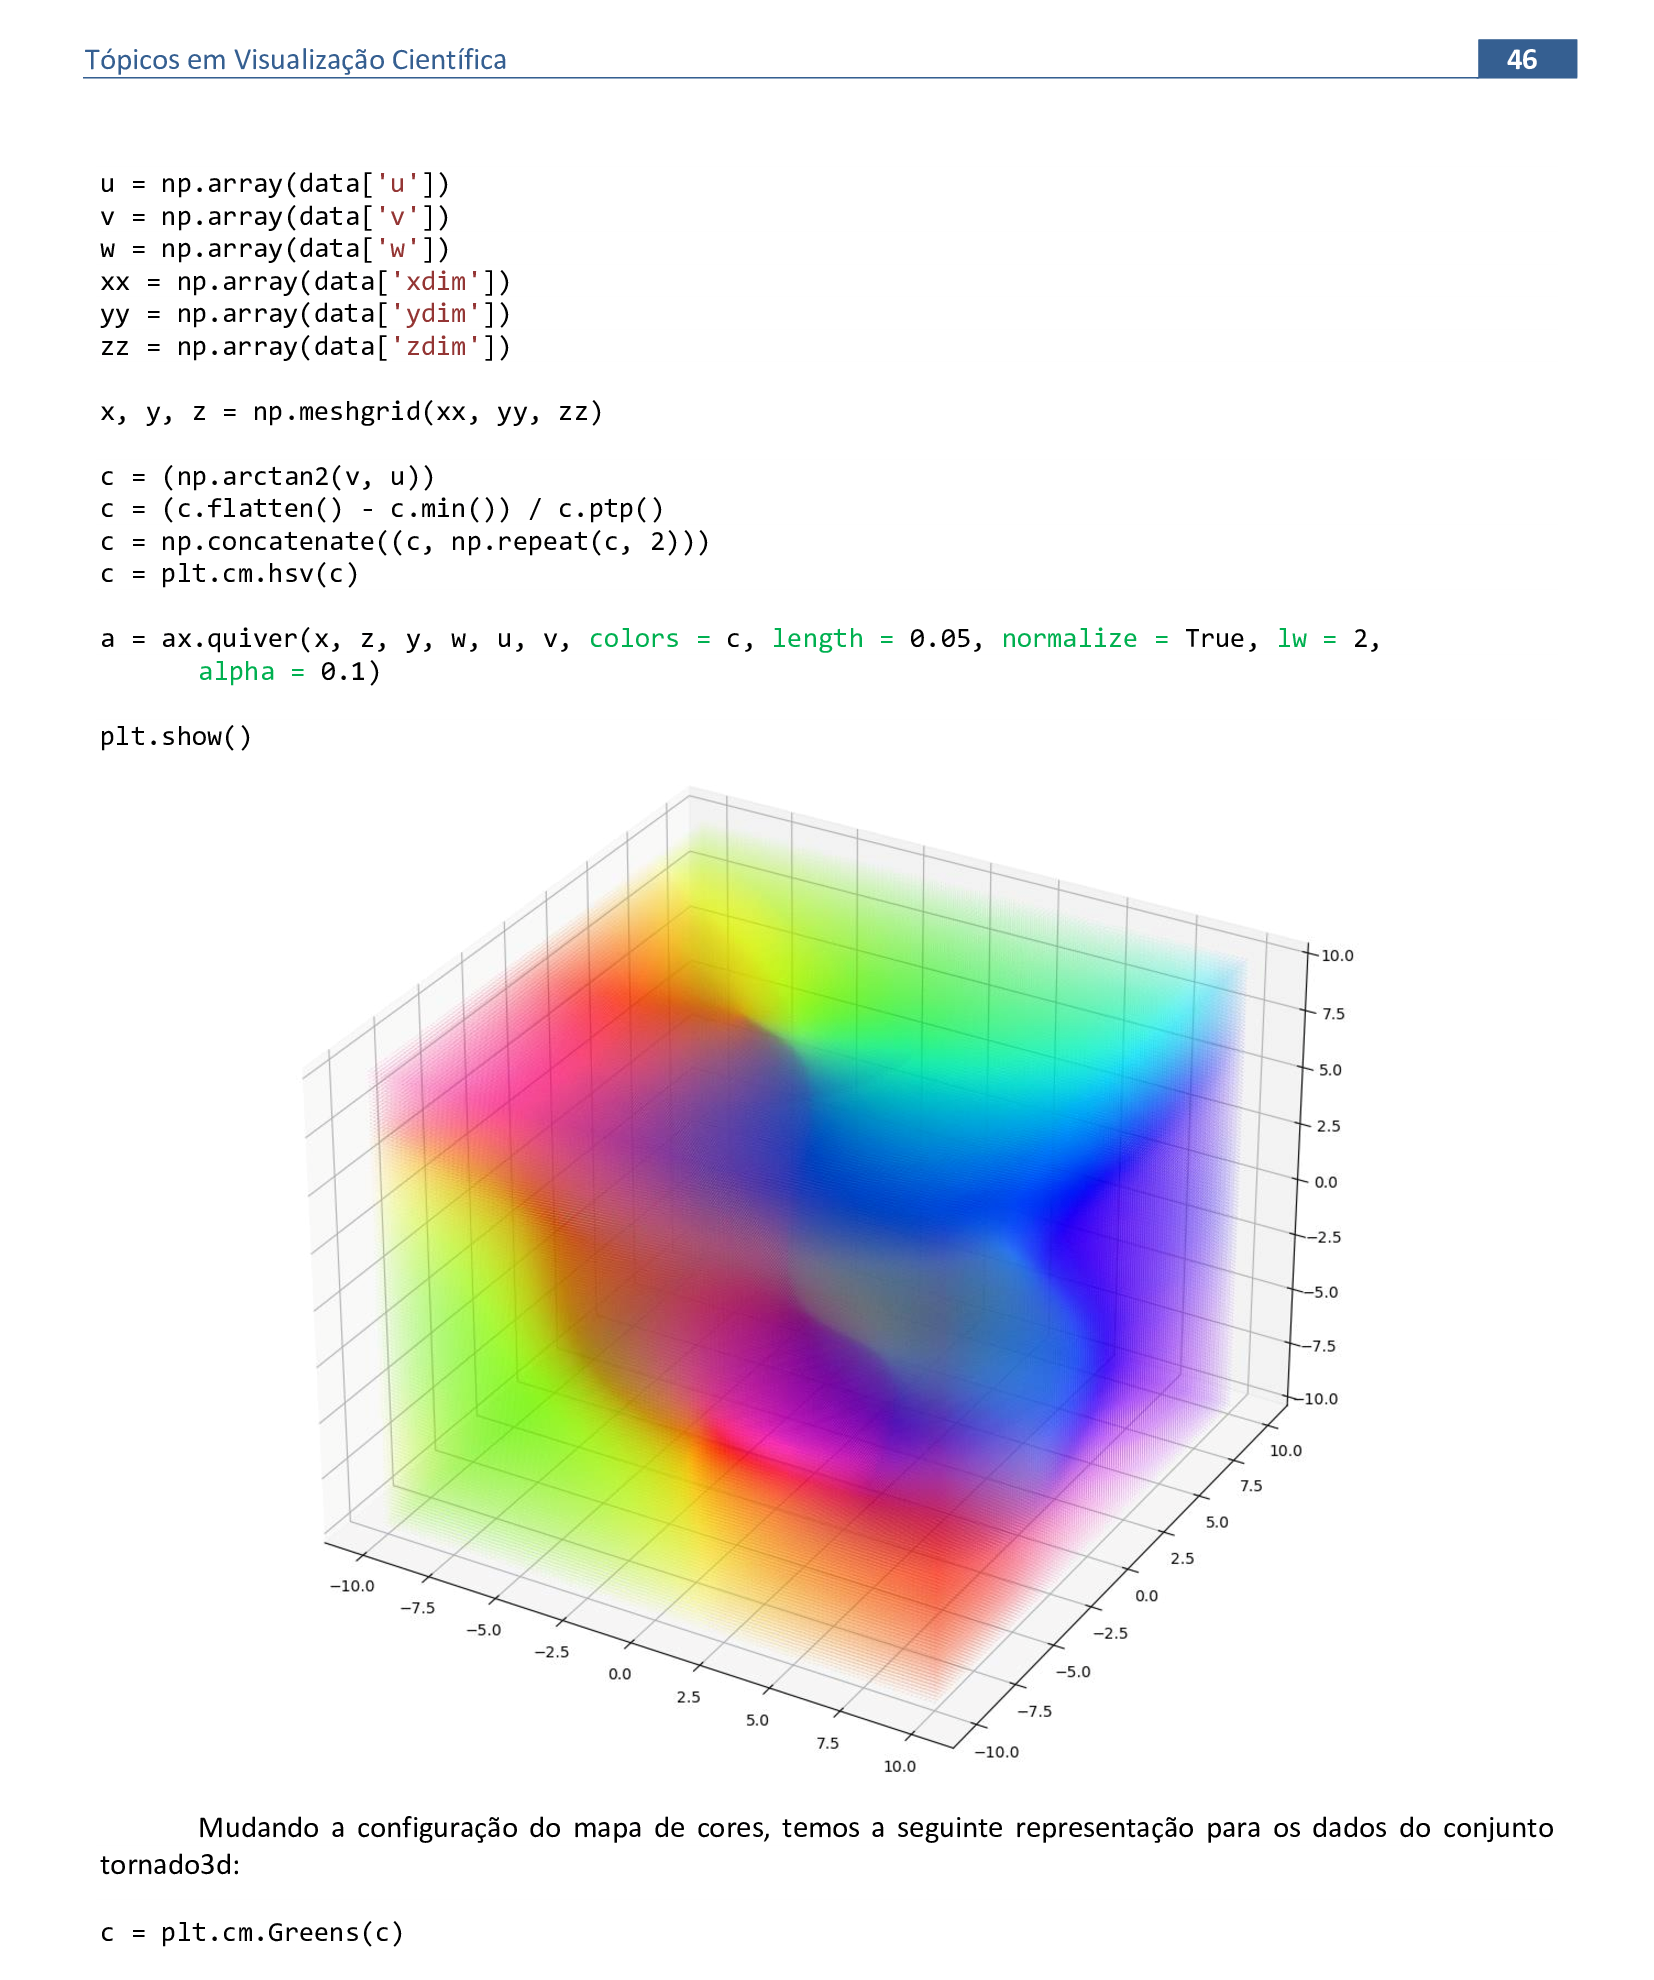 Tópicos em Visualização Científica
46
u = np.array(data['u'])
v = np.array(data['v'])
w = np.array(data['w'])
xx = np.array(data['xdim'])
yy = np.array(data['ydim'])
zz = np.array(data['zdim'])
x, y, z = np.meshgrid(xx, yy, zz)
c = (np.arctan2(v, u))
c = (c.flatten() - c.min()) / c.ptp()
c = np.concatenate((c, np.repeat(c, 2)))
c = plt.cm.hsv(c)
a = ax.quiver(x, z, y, w, u, v, colors = c, length = 0.05, normalize = True, lw = 2,
alpha = 0.1)
plt.show()
10.0
7.5
5.0
2.5
0.0
−2.5
−5.0
−7.5
−10.0
10.0
7.5
5.0
2.5
0.0
−2.5
−5.0
−7.5
−10.0
−10.0
−7.5
−5.0
−2.5
0.0
2.5
5.0
7.5
10.0
Mudando a configuração do mapa de cores, temos a seguinte representação para os dados do conjunto
tornado3d:
c = plt.cm.Greens(c)